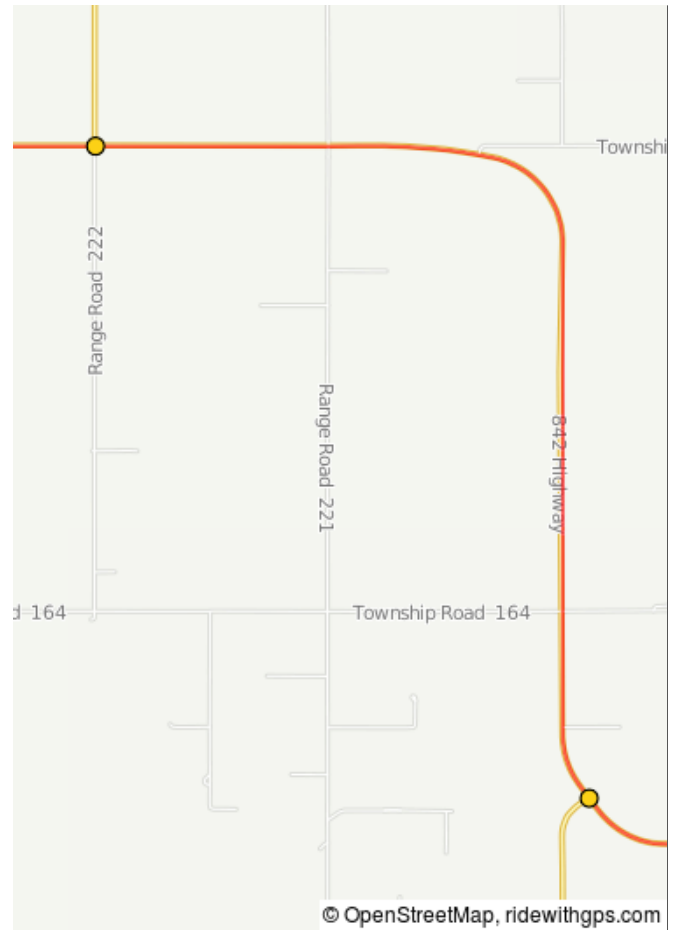 Townshi
Range Road 222
Range Road 221
842 Highway
d 164
Township Road 164
© OpenStreetMap, ridewithgps.com